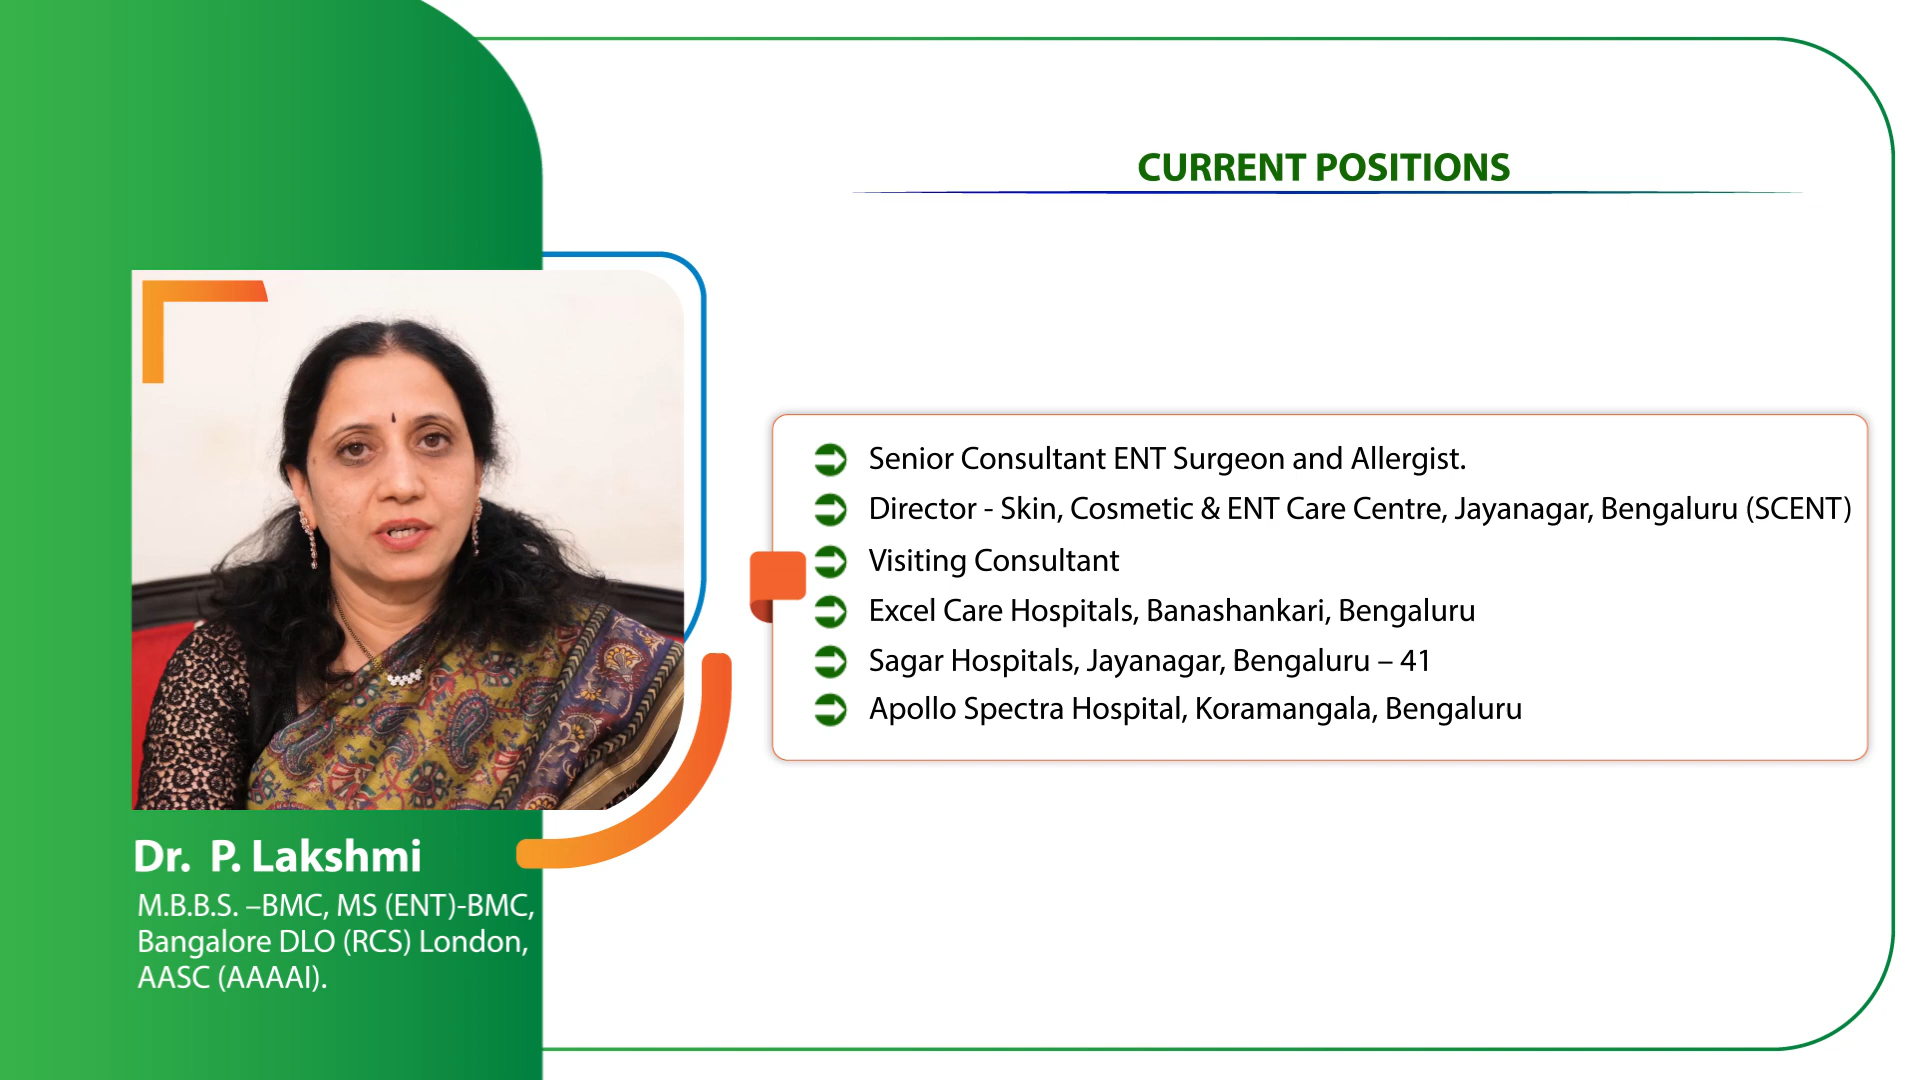 CURRENT POSITIONS
Senior Consultant ENT Surgeon and Allergist.
Director - Skin, Cosmetic & ENT Care Centre, Jayanagar, Bengaluru (SCENT)
Visiting Consultant
Excel Care Hospitals, Banashankari, Bengaluru
Sagar Hospitals, Jayanagar, Bengaluru – 41
Apollo Spectra Hospital, Koramangala, Bengaluru
Dr. P. Lakshmi
M.B.B.S. –BMC, MS (ENT)-BMC,
Bangalore DLO (RCS) London,
AASC (AAAAI).